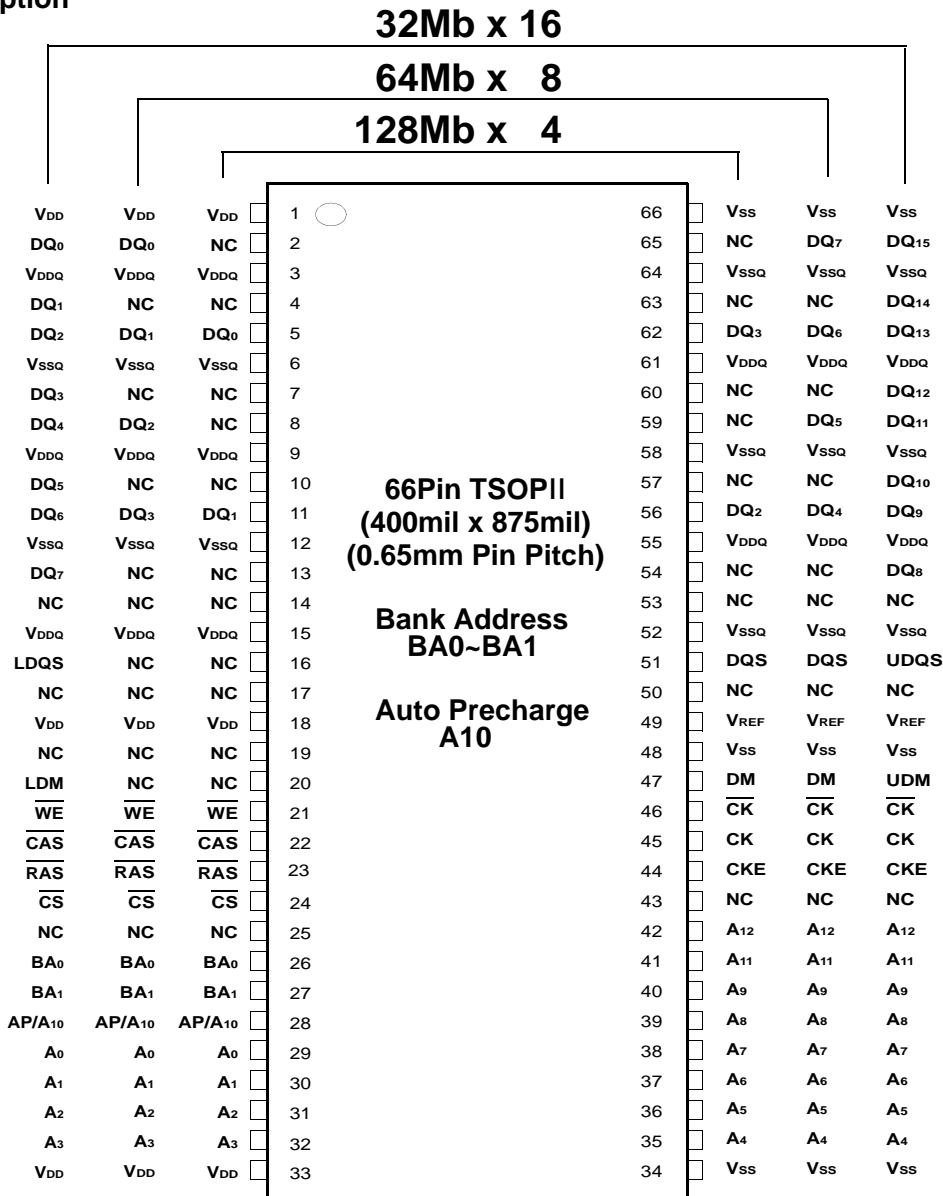 ption
32Mb x 16
64Mb x 8
128Mb x 4
VDD VDD VDD 1 66 VSS VSS VSS
DQ0 DQ0 NC 2 65 NC DQ7 DQ15
VDDQ VDDQ VDDQ 3 64 VSSQ VSSQ VSSQ
DQ1 NC NC 4 63 NC NC DQ14
DQ2 DQ1 DQ0 5 62 DQ3 DQ6 DQ13
VSSQ VSSQ VSSQ 6 61 VDDQ VDDQ VDDQ
DQ3 NC NC 7 60 NC NC DQ12
DQ4 DQ2 NC 8 59 NC DQ5 DQ11
VDDQ VDDQ VDDQ 9 58 VSSQ VSSQ VSSQ
DQ5 NC NC 10 57 NC NC DQ10
DQ6 DQ3 DQ1 11 56 DQ2 DQ4 DQ9
VSSQ VSSQ VSSQ 12 55 VDDQ VDDQ VDDQ
DQ7 NC NC 13 54 NC NC DQ8
NC NC NC 14 53 NC NC NC
VDDQ VDDQ VDDQ 15 52 VSSQ VSSQ VSSQ
LDQS NC NC 16 51 DQS DQS UDQS
NC NC NC 17 50 NC NC NC
VDD VDD VDD 18 49 VREF VREF VREF
NC NC NC 19 48 VSS VSS VSS
LDM NC NC 20 47 DM DM UDM
WE WE WE 21 46 CK CK CK
CAS CAS CAS 22 45 CK CK CK
RAS RAS RAS 23 44 CKE CKE CKE
CS CS CS 24 43 NC NC NC
NC NC NC 25 42 A12 A12 A12
BA0 BA0 BA0 26 41 A11 A11 A11
BA1 BA1 BA1 27 40 A9 A9 A9
AP/A10 AP/A10 AP/A10 28 39 A8 A8 A8
A0 A0 A0 29 38 A7 A7 A7
A1 A1 A1 30 37 A6 A6 A6
A2 A2 A2 31 36 A5 A5 A5
A3 A3 A3 32 35 A4 A4 A4
VDD VDD VDD 33 34 VSS VSS VSS
66Pin TSOPII
(400mil x 875mil)
(0.65mm Pin Pitch)
Bank Address
BA0~BA1
Auto Precharge
A10